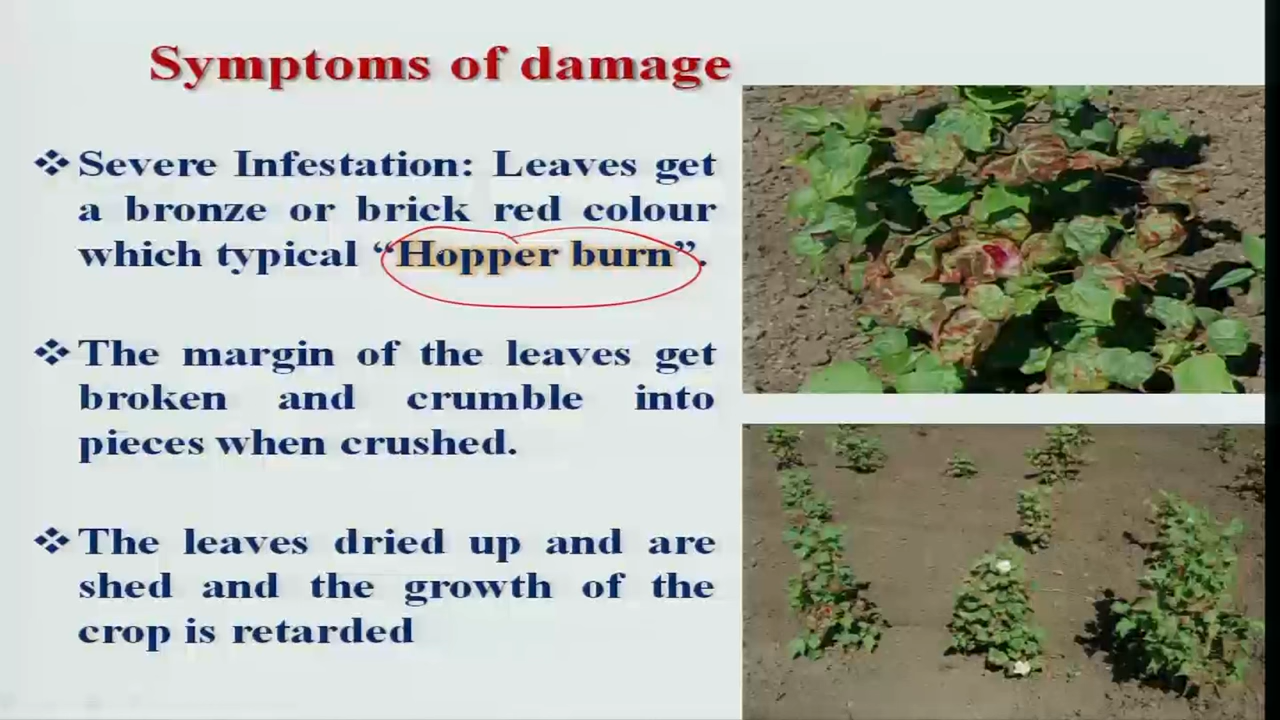 Symptoms of damage
❖ Severe Infestation: Leaves get
a bronze or brick red colour
which typical “Hopper burn”.
❖ The margin of the leaves get
broken and crumble into
pieces when crushed.
❖ The leaves dried up and are
shed and the growth of the
crop is retarded